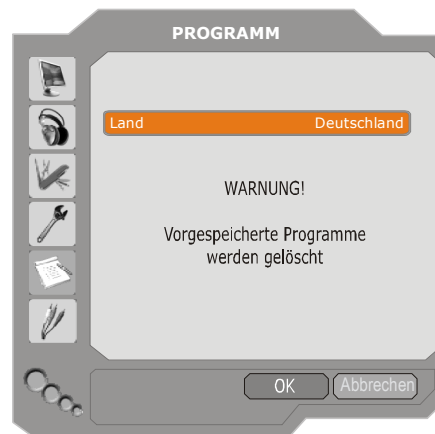 PROGRAMM
Land Deutschland
WARNUNG!
Vorgespeicherte Programme
werden gelöscht
OK Abbrechen